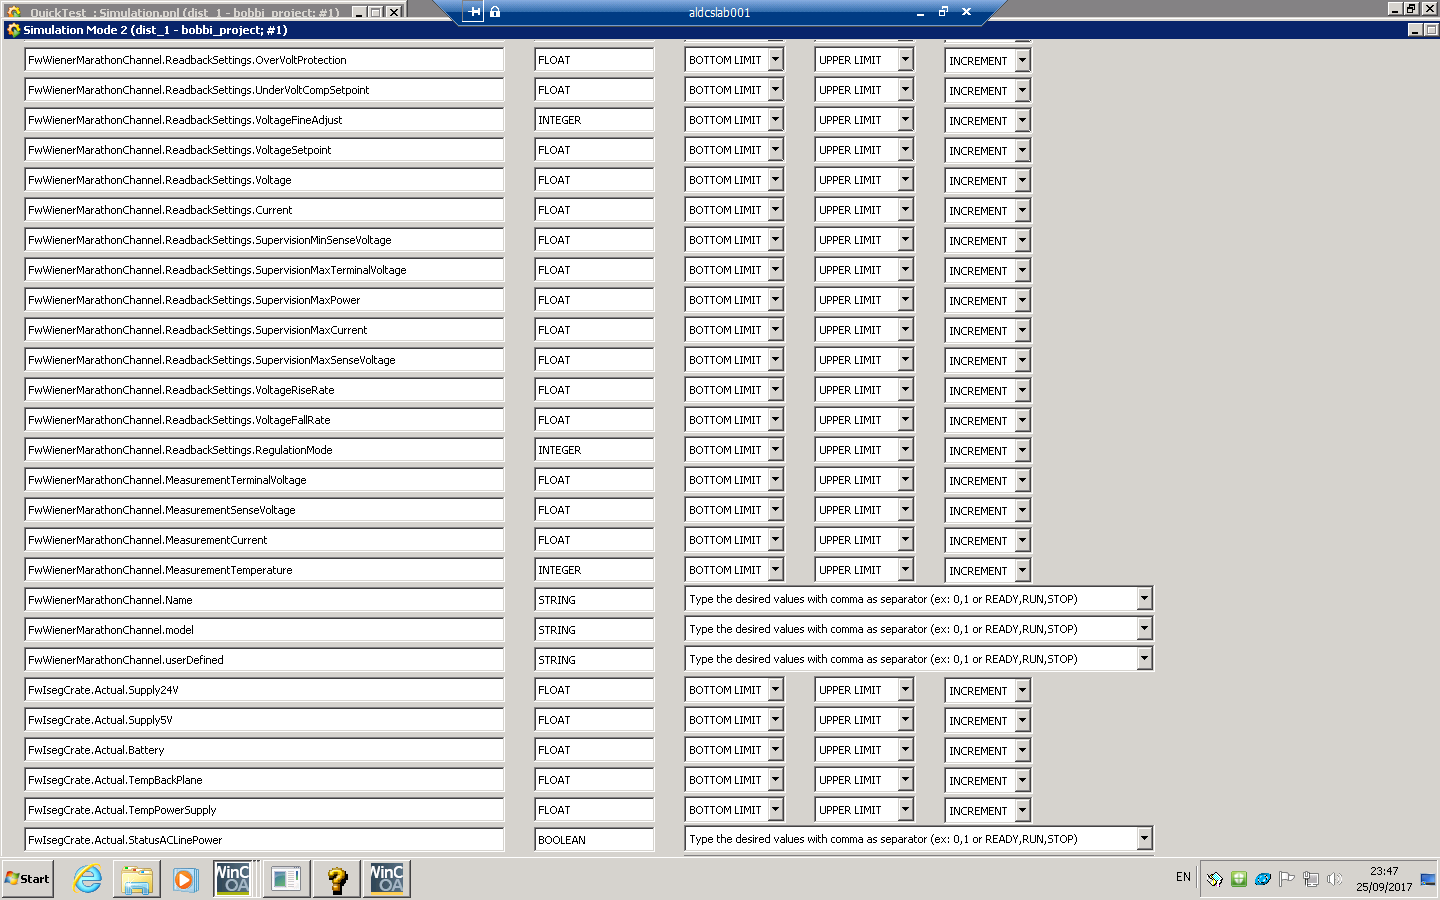 QuickTest : Simulation.pnl (dist_1 - bobbi_project; #1)
aldcslab001
Simulation Mode 2 (dist_1 - bobbi_project; #1)
FwWienerMarathonChannel.ReadbackSettings.OverVoltProtection FLOAT BOTTOM LIMIT UPPER LIMIT INCREMENT
FwWienerMarathonChannel.ReadbackSettings.UnderVoltCompSetpoint FLOAT BOTTOM LIMIT UPPER LIMIT INCREMENT
FwWienerMarathonChannel.ReadbackSettings.VoltageFineAdjust INTEGER BOTTOM LIMIT UPPER LIMIT INCREMENT
FwWienerMarathonChannel.ReadbackSettings.VoltageSetpoint FLOAT BOTTOM LIMIT UPPER LIMIT INCREMENT
FwWienerMarathonChannel.ReadbackSettings.Voltage FLOAT BOTTOM LIMIT UPPER LIMIT INCREMENT
FwWienerMarathonChannel.ReadbackSettings.Current FLOAT BOTTOM LIMIT UPPER LIMIT INCREMENT
FwWienerMarathonChannel.ReadbackSettings.SupervisionMinSenseVoltage FLOAT BOTTOM LIMIT UPPER LIMIT INCREMENT
FwWienerMarathonChannel.ReadbackSettings.SupervisionMaxTerminalVoltage FLOAT BOTTOM LIMIT UPPER LIMIT INCREMENT
FwWienerMarathonChannel.ReadbackSettings.SupervisionMaxPower FLOAT BOTTOM LIMIT UPPER LIMIT INCREMENT
FwWienerMarathonChannel.ReadbackSettings.SupervisionMaxCurrent FLOAT BOTTOM LIMIT UPPER LIMIT INCREMENT
FwWienerMarathonChannel.ReadbackSettings.SupervisionMaxSenseVoltage FLOAT BOTTOM LIMIT UPPER LIMIT INCREMENT
FwWienerMarathonChannel.ReadbackSettings.VoltageRiseRate FLOAT BOTTOM LIMIT UPPER LIMIT INCREMENT
FwWienerMarathonChannel.ReadbackSettings.VoltageFallRate FLOAT BOTTOM LIMIT UPPER LIMIT INCREMENT
FwWienerMarathonChannel.ReadbackSettings.RegulationMode INTEGER BOTTOM LIMIT UPPER LIMIT INCREMENT
FwWienerMarathonChannel.MeasurementTerminalVoltage FLOAT BOTTOM LIMIT UPPER LIMIT INCREMENT
FwWienerMarathonChannel.MeasurementSenseVoltage FLOAT BOTTOM LIMIT UPPER LIMIT INCREMENT
FwWienerMarathonChannel.MeasurementCurrent FLOAT BOTTOM LIMIT UPPER LIMIT INCREMENT
FwWienerMarathonChannel.MeasurementTemperature INTEGER BOTTOM LIMIT UPPER LIMIT INCREMENT
FwWienerMarathonChannel.Name STRING Type the desired values with comma as separator (ex: 0,1 or READY,RUN,STOP)
FwWienerMarathonChannel.model STRING Type the desired values with comma as separator (ex: 0,1 or READY,RUN,STOP)
FwWienerMarathonChannel.userDefined STRING Type the desired values with comma as separator (ex: 0,1 or READY,RUN,STOP)
FwIsegCrate.Actual.Supply24V FLOAT BOTTOM LIMIT UPPER LIMIT INCREMENT
FwIsegCrate.Actual.Supply5V FLOAT BOTTOM LIMIT UPPER LIMIT INCREMENT
FwIsegCrate.Actual.Battery FLOAT BOTTOM LIMIT UPPER LIMIT INCREMENT
FwIsegCrate.Actual.TempBackPlane FLOAT BOTTOM LIMIT UPPER LIMIT INCREMENT
FwIsegCrate.Actual.TempPowerSupply FLOAT BOTTOM LIMIT UPPER LIMIT INCREMENT
FwIsegCrate.Actual.StatusACLinePower BOOLEAN Type the desired values with comma as separator (ex: 0,1 or READY,RUN,STOP)
Start WinCC OA WinCC OA EN 23:47
25/09/2017